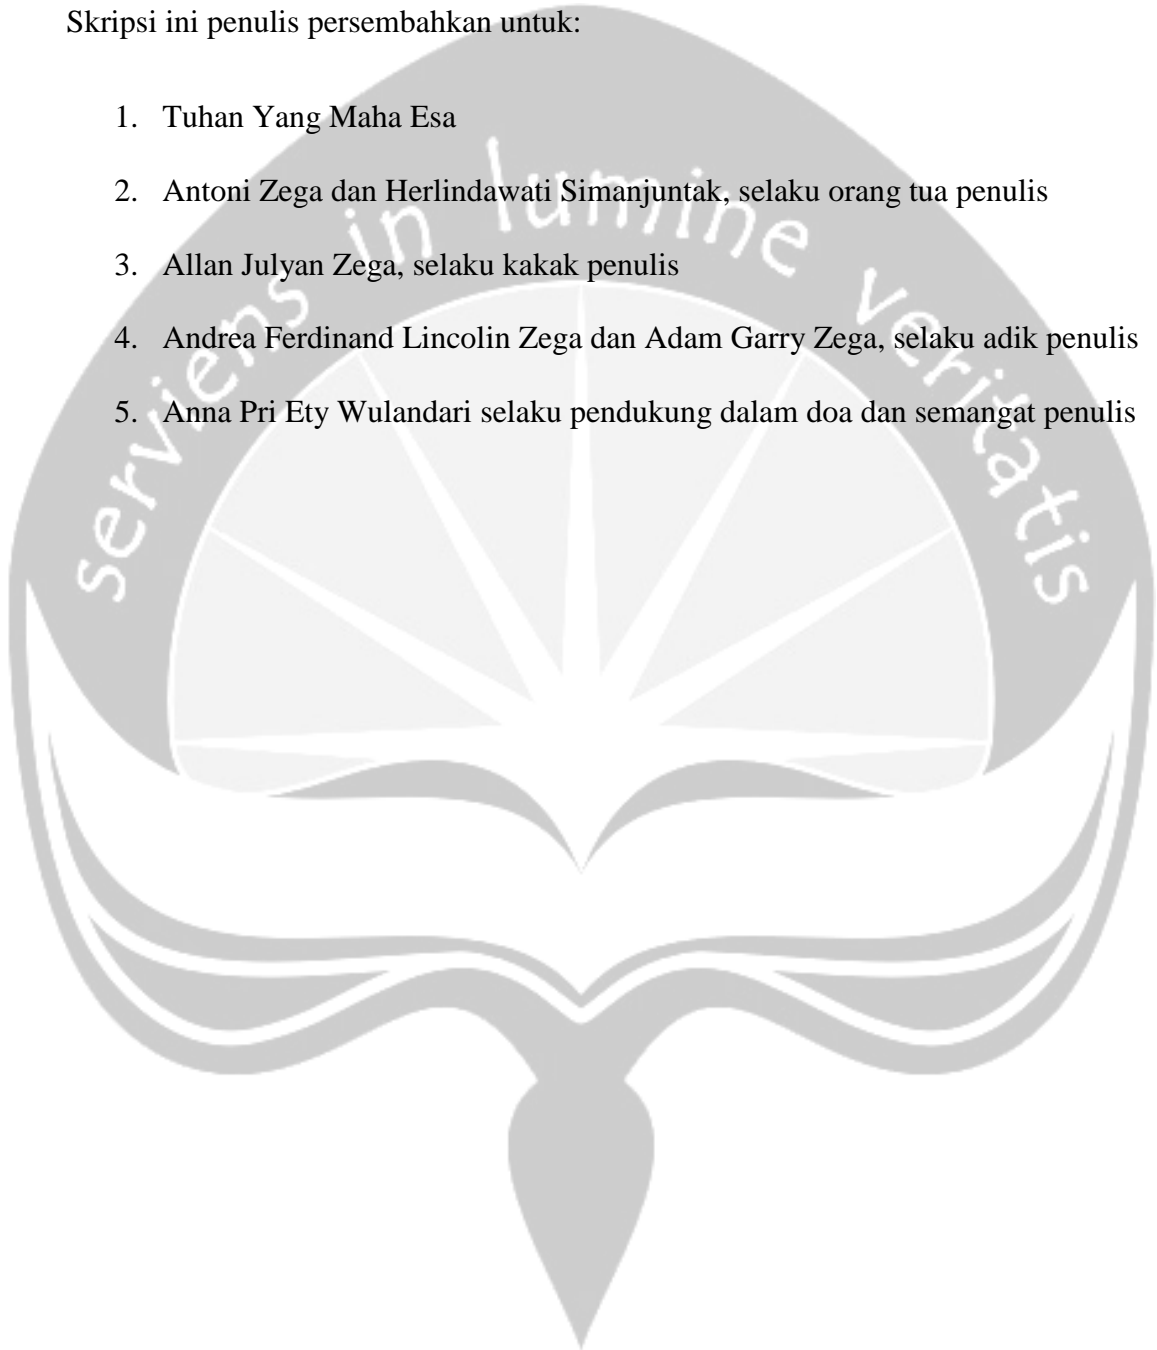 Skripsi ini penulis persembahkan untuk:
1. Tuhan Yang Maha Esa
2. Antoni Zega dan Herlindawati Simanjuntak, selaku orang tua penulis
3. Allan Julyan Zega, selaku kakak penulis
4. Andrea Ferdinand Lincolin Zega dan Adam Garry Zega, selaku adik penulis
5. Anna Pri Ety Wulandari selaku pendukung dalam doa dan semangat penulis
serviens in lumine veritatis